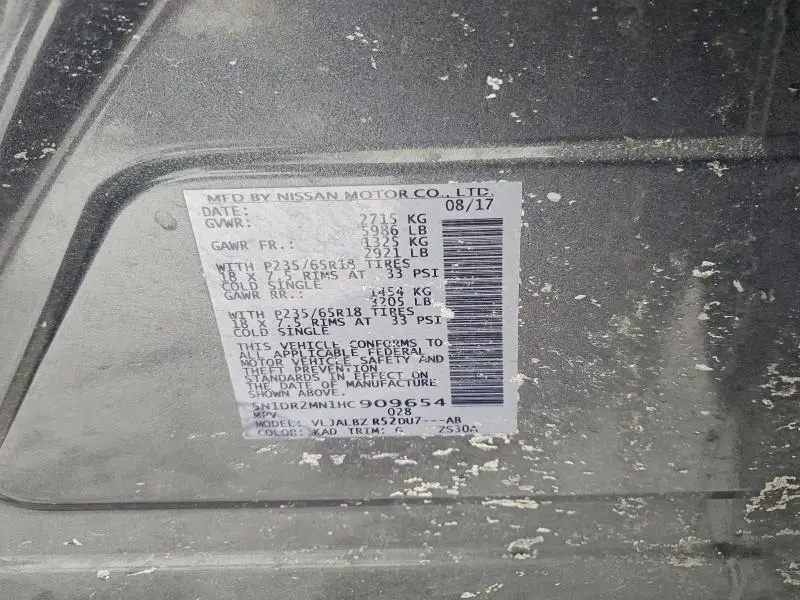 MFD BY NISSAN MOTOR CO., LTD.
DATE: 08/17
GVWR: 2715 KG
5986 LB
GAWR FR.: 1325 KG
2921 LB
WITH P235/65R18 TIRES
18 X 7.5 RIMS AT 33 PSI
COLD SINGLE
GAWR RR.: 1454 KG
3205 LB
WITH P235/65R18 TIRES
18 X 7.5 RIMS AT 33 PSI
COLD SINGLE
THIS VEHICLE CONFORMS TO
ALL APPLICABLE FEDERAL
MOTOR VEHICLE SAFETY AND
THEFT PREVENTION
STANDARDS IN EFFECT ON
THE DATE OF MANUFACTURE
SHOWN ABOVE.
5N1DR2MN1HC909654
MPV 028
MODEL: VLJALBZ R52DU7---AB
COLOR: KAD TRIM: G